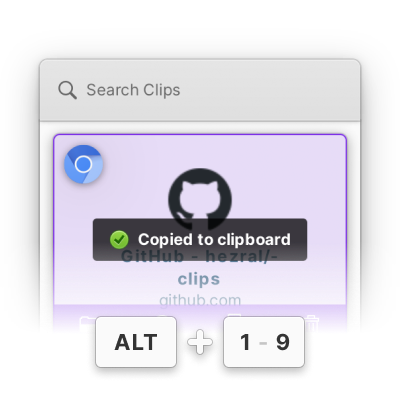 Search Clips
Copied to clipboard
GitHub - hezral/-
clips
github.com
ALT + 1 - 9